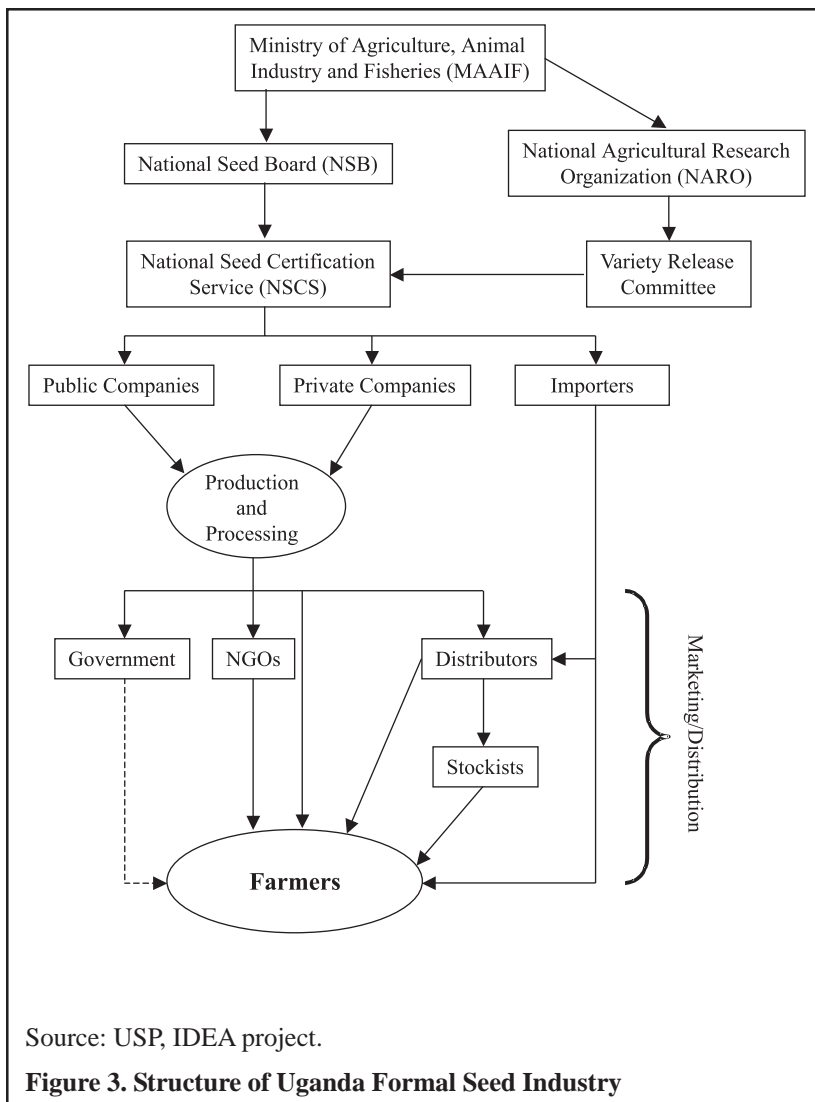 Ministry of Agriculture, Animal
Industry and Fisheries (MAAIF)
National Seed Board (NSB)
National Agricultural Research
Organization (NARO)
National Seed Certification
Service (NSCS)
Variety Release
Committee
Public Companies
Private Companies
Importers
Production
and
Processing
Government
NGOs
Distributors
Marketing/Distribution
Stockists
Farmers
Source: USP, IDEA project.
Figure 3. Structure of Uganda Formal Seed Industry